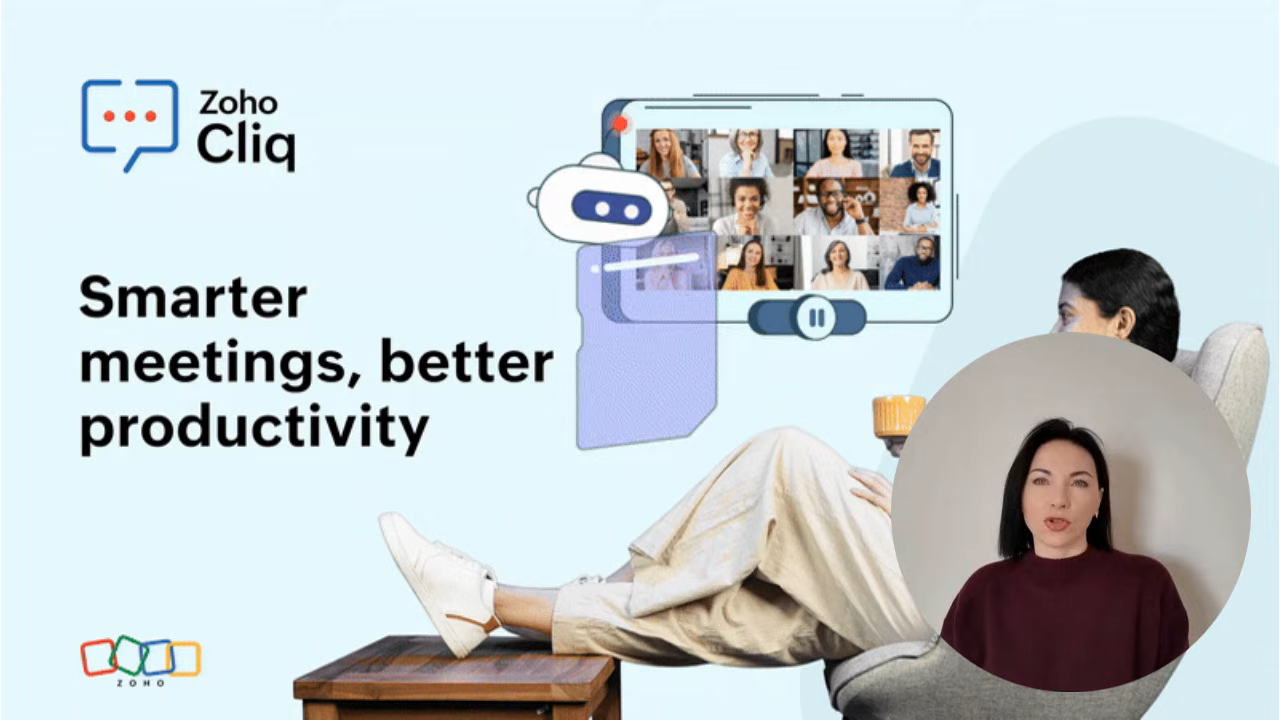 Zoho
Cliq
Smarter
meetings, better
productivity
ZOHO